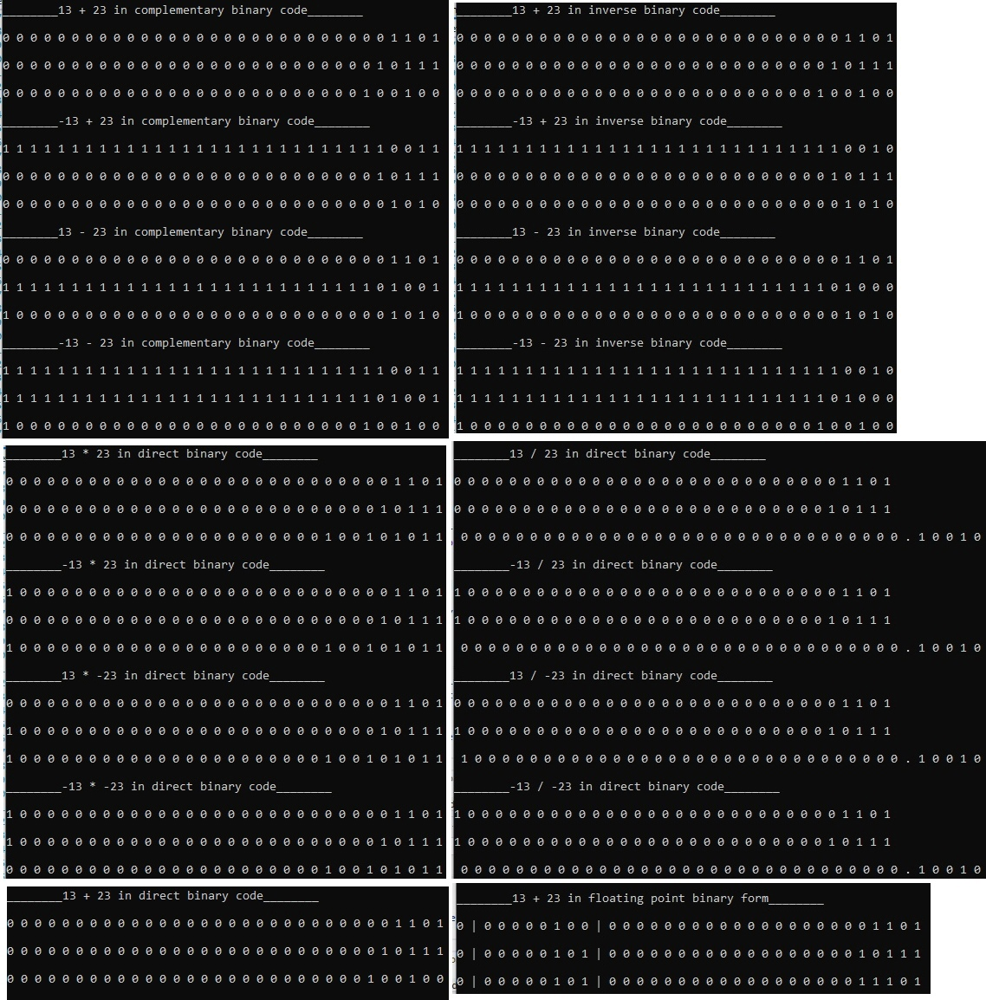 ________13 + 23 in complementary binary code________
0 0 0 0 0 0 0 0 0 0 0 0 0 0 0 0 0 0 0 0 0 0 0 0 0 0 0 0 1 1 0 1
0 0 0 0 0 0 0 0 0 0 0 0 0 0 0 0 0 0 0 0 0 0 0 0 0 0 0 1 0 1 1 1
0 0 0 0 0 0 0 0 0 0 0 0 0 0 0 0 0 0 0 0 0 0 0 0 0 0 1 0 0 1 0 0
________-13 + 23 in complementary binary code________
1 1 1 1 1 1 1 1 1 1 1 1 1 1 1 1 1 1 1 1 1 1 1 1 1 1 1 1 0 0 1 1
0 0 0 0 0 0 0 0 0 0 0 0 0 0 0 0 0 0 0 0 0 0 0 0 0 0 0 1 0 1 1 1
0 0 0 0 0 0 0 0 0 0 0 0 0 0 0 0 0 0 0 0 0 0 0 0 0 0 0 0 1 0 1 0
________13 - 23 in complementary binary code________
0 0 0 0 0 0 0 0 0 0 0 0 0 0 0 0 0 0 0 0 0 0 0 0 0 0 0 0 1 1 0 1
1 1 1 1 1 1 1 1 1 1 1 1 1 1 1 1 1 1 1 1 1 1 1 1 1 1 1 0 1 0 0 1
1 0 0 0 0 0 0 0 0 0 0 0 0 0 0 0 0 0 0 0 0 0 0 0 0 0 0 0 1 0 1 0
________-13 - 23 in complementary binary code________
1 1 1 1 1 1 1 1 1 1 1 1 1 1 1 1 1 1 1 1 1 1 1 1 1 1 1 1 0 0 1 1
1 1 1 1 1 1 1 1 1 1 1 1 1 1 1 1 1 1 1 1 1 1 1 1 1 1 1 0 1 0 0 1
1 0 0 0 0 0 0 0 0 0 0 0 0 0 0 0 0 0 0 0 0 0 0 0 0 0 1 0 0 1 0 0
________13 + 23 in inverse binary code________
0 0 0 0 0 0 0 0 0 0 0 0 0 0 0 0 0 0 0 0 0 0 0 0 0 0 0 0 1 1 0 1
0 0 0 0 0 0 0 0 0 0 0 0 0 0 0 0 0 0 0 0 0 0 0 0 0 0 0 1 0 1 1 1
0 0 0 0 0 0 0 0 0 0 0 0 0 0 0 0 0 0 0 0 0 0 0 0 0 0 1 0 0 1 0 0
________-13 + 23 in inverse binary code________
1 1 1 1 1 1 1 1 1 1 1 1 1 1 1 1 1 1 1 1 1 1 1 1 1 1 1 1 0 0 1 0
0 0 0 0 0 0 0 0 0 0 0 0 0 0 0 0 0 0 0 0 0 0 0 0 0 0 0 1 0 1 1 1
0 0 0 0 0 0 0 0 0 0 0 0 0 0 0 0 0 0 0 0 0 0 0 0 0 0 0 0 1 0 1 0
________13 - 23 in inverse binary code________
0 0 0 0 0 0 0 0 0 0 0 0 0 0 0 0 0 0 0 0 0 0 0 0 0 0 0 0 1 1 0 1
1 1 1 1 1 1 1 1 1 1 1 1 1 1 1 1 1 1 1 1 1 1 1 1 1 1 1 0 1 0 0 0
1 0 0 0 0 0 0 0 0 0 0 0 0 0 0 0 0 0 0 0 0 0 0 0 0 0 0 0 1 0 1 0
________-13 - 23 in inverse binary code________
1 1 1 1 1 1 1 1 1 1 1 1 1 1 1 1 1 1 1 1 1 1 1 1 1 1 1 1 0 0 1 0
1 1 1 1 1 1 1 1 1 1 1 1 1 1 1 1 1 1 1 1 1 1 1 1 1 1 1 0 1 0 0 0
1 0 0 0 0 0 0 0 0 0 0 0 0 0 0 0 0 0 0 0 0 0 0 0 0 0 1 0 0 1 0 0
________13 * 23 in direct binary code________
0 0 0 0 0 0 0 0 0 0 0 0 0 0 0 0 0 0 0 0 0 0 0 0 0 0 0 0 1 1 0 1
0 0 0 0 0 0 0 0 0 0 0 0 0 0 0 0 0 0 0 0 0 0 0 0 0 0 0 1 0 1 1 1
0 0 0 0 0 0 0 0 0 0 0 0 0 0 0 0 0 0 0 0 0 0 0 1 0 0 1 0 1 0 1 1
________-13 * 23 in direct binary code________
1 0 0 0 0 0 0 0 0 0 0 0 0 0 0 0 0 0 0 0 0 0 0 0 0 0 0 0 1 1 0 1
0 0 0 0 0 0 0 0 0 0 0 0 0 0 0 0 0 0 0 0 0 0 0 0 0 0 0 1 0 1 1 1
1 0 0 0 0 0 0 0 0 0 0 0 0 0 0 0 0 0 0 0 0 0 0 1 0 0 1 0 1 0 1 1
________13 * -23 in direct binary code________
0 0 0 0 0 0 0 0 0 0 0 0 0 0 0 0 0 0 0 0 0 0 0 0 0 0 0 0 1 1 0 1
1 0 0 0 0 0 0 0 0 0 0 0 0 0 0 0 0 0 0 0 0 0 0 0 0 0 0 1 0 1 1 1
1 0 0 0 0 0 0 0 0 0 0 0 0 0 0 0 0 0 0 0 0 0 0 1 0 0 1 0 1 0 1 1
________-13 * -23 in direct binary code________
1 0 0 0 0 0 0 0 0 0 0 0 0 0 0 0 0 0 0 0 0 0 0 0 0 0 0 0 1 1 0 1
1 0 0 0 0 0 0 0 0 0 0 0 0 0 0 0 0 0 0 0 0 0 0 0 0 0 0 1 0 1 1 1
0 0 0 0 0 0 0 0 0 0 0 0 0 0 0 0 0 0 0 0 0 0 0 1 0 0 1 0 1 0 1 1
________13 / 23 in direct binary code________
0 0 0 0 0 0 0 0 0 0 0 0 0 0 0 0 0 0 0 0 0 0 0 0 0 0 0 0 1 1 0 1
0 0 0 0 0 0 0 0 0 0 0 0 0 0 0 0 0 0 0 0 0 0 0 0 0 0 0 1 0 1 1 1
0 0 0 0 0 0 0 0 0 0 0 0 0 0 0 0 0 0 0 0 0 0 0 0 0 0 0 0 0 0 0 0 . 1 0 0 1 0
________-13 / 23 in direct binary code________
1 0 0 0 0 0 0 0 0 0 0 0 0 0 0 0 0 0 0 0 0 0 0 0 0 0 0 0 1 1 0 1
1 0 0 0 0 0 0 0 0 0 0 0 0 0 0 0 0 0 0 0 0 0 0 0 0 0 0 1 0 1 1 1
0 0 0 0 0 0 0 0 0 0 0 0 0 0 0 0 0 0 0 0 0 0 0 0 0 0 0 0 0 0 0 0 . 1 0 0 1 0
________13 / -23 in direct binary code________
0 0 0 0 0 0 0 0 0 0 0 0 0 0 0 0 0 0 0 0 0 0 0 0 0 0 0 0 1 1 0 1
1 0 0 0 0 0 0 0 0 0 0 0 0 0 0 0 0 0 0 0 0 0 0 0 0 0 0 1 0 1 1 1
1 0 0 0 0 0 0 0 0 0 0 0 0 0 0 0 0 0 0 0 0 0 0 0 0 0 0 0 0 0 0 0 . 1 0 0 1 0
________-13 / -23 in direct binary code________
1 0 0 0 0 0 0 0 0 0 0 0 0 0 0 0 0 0 0 0 0 0 0 0 0 0 0 0 1 1 0 1
1 0 0 0 0 0 0 0 0 0 0 0 0 0 0 0 0 0 0 0 0 0 0 0 0 0 0 1 0 1 1 1
0 0 0 0 0 0 0 0 0 0 0 0 0 0 0 0 0 0 0 0 0 0 0 0 0 0 0 0 0 0 0 0 . 1 0 0 1 0
________13 + 23 in direct binary code________
0 0 0 0 0 0 0 0 0 0 0 0 0 0 0 0 0 0 0 0 0 0 0 0 0 0 0 0 1 1 0 1
0 0 0 0 0 0 0 0 0 0 0 0 0 0 0 0 0 0 0 0 0 0 0 0 0 0 0 1 0 1 1 1
0 0 0 0 0 0 0 0 0 0 0 0 0 0 0 0 0 0 0 0 0 0 0 0 0 0 1 0 0 1 0 0
________13 + 23 in floating point binary form________
0 | 0 0 0 0 0 1 0 0 | 0 0 0 0 0 0 0 0 0 0 0 0 0 0 0 0 0 0 0 1 1 0 1
0 | 0 0 0 0 0 1 0 1 | 0 0 0 0 0 0 0 0 0 0 0 0 0 0 0 0 0 0 1 0 1 1 1
0 | 0 0 0 0 0 1 0 1 | 0 0 0 0 0 0 0 0 0 0 0 0 0 0 0 0 0 0 1 1 1 0 1